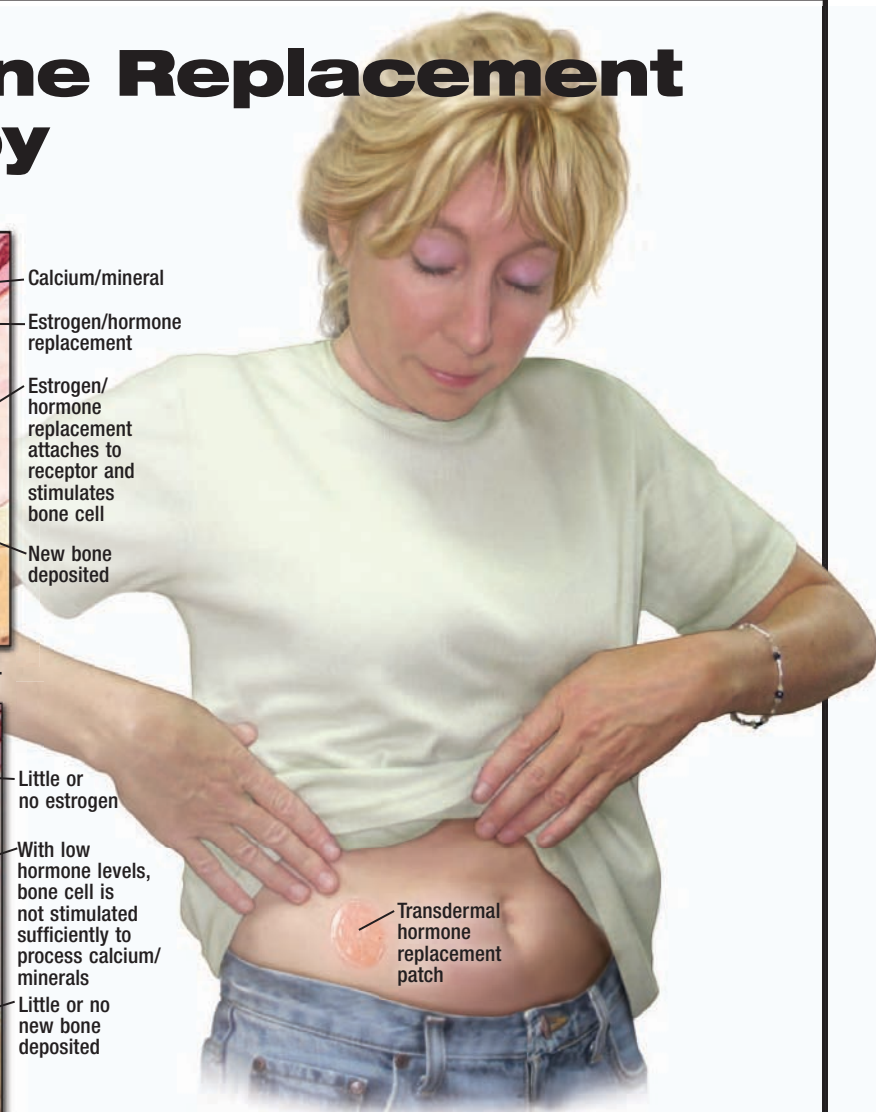 ne Replacement
py
Calcium/mineral
Estrogen/hormone
replacement
Estrogen/
hormone
replacement
attaches to
receptor and
stimulates
bone cell
New bone
deposited
Little or
no estrogen
With low
hormone levels,
bone cell is
not stimulated
sufficiently to
process calcium/
minerals
Little or no
new bone
deposited
Transdermal
hormone
replacement
patch